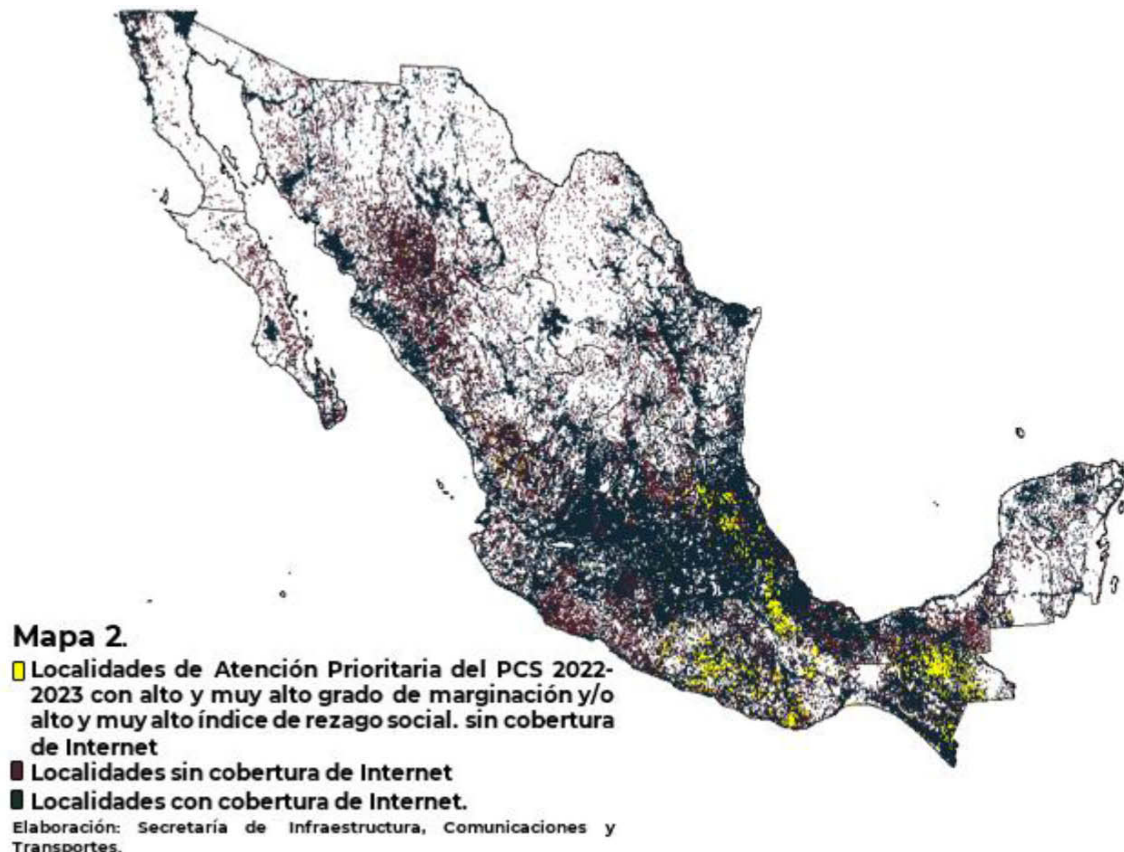 Mapa 2.
Localidades de Atención Prioritaria del PCS 2022-
2023 con alto y muy alto grado de marginación y/o
alto y muy alto índice de rezago social. sin cobertura
de Internet
Localidades sin cobertura de Internet
Localidades con cobertura de Internet.
Elaboración: Secretaría de Infraestructura, Comunicaciones y
Transportes.